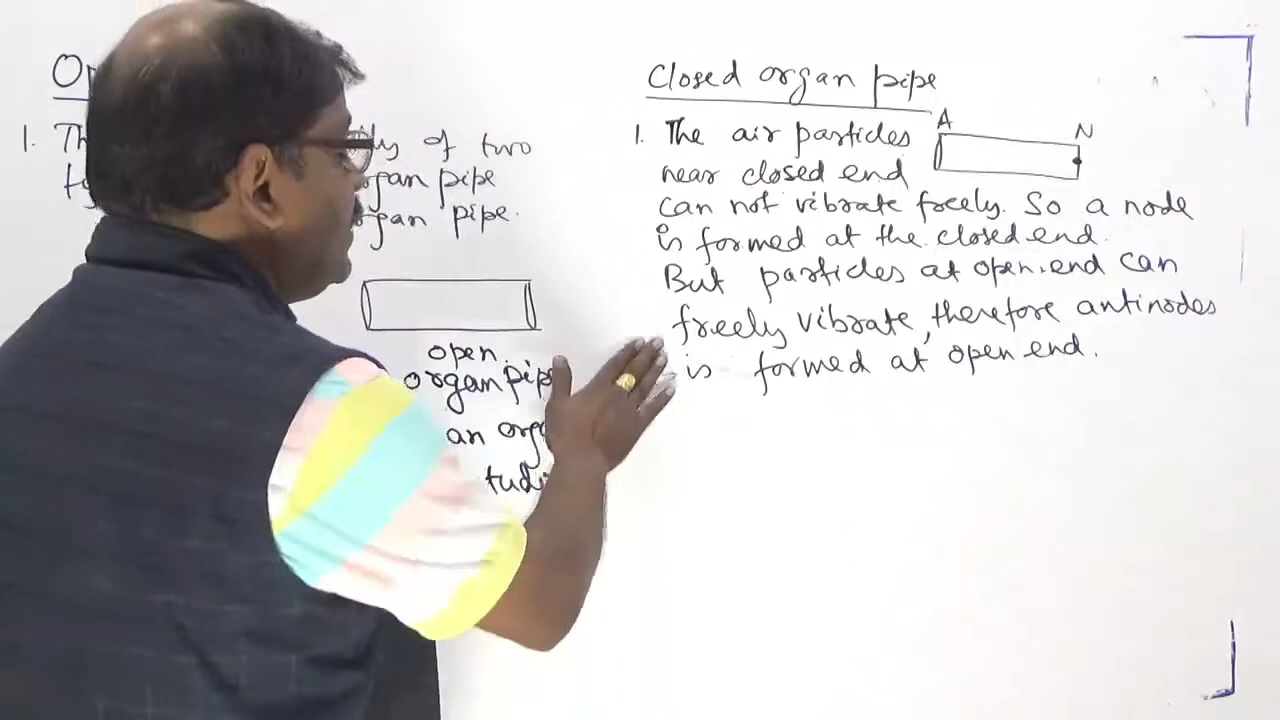 1. Th
of two
organ pipe
organ pipe.
open
organ pipe
an
Closed organ pipe
A N
1. The air particles
near closed end
can not vibrate freely. So a node
is formed at the closed end.
But particles at open end can
freely vibrate, therefore antinodes
is formed at open end.